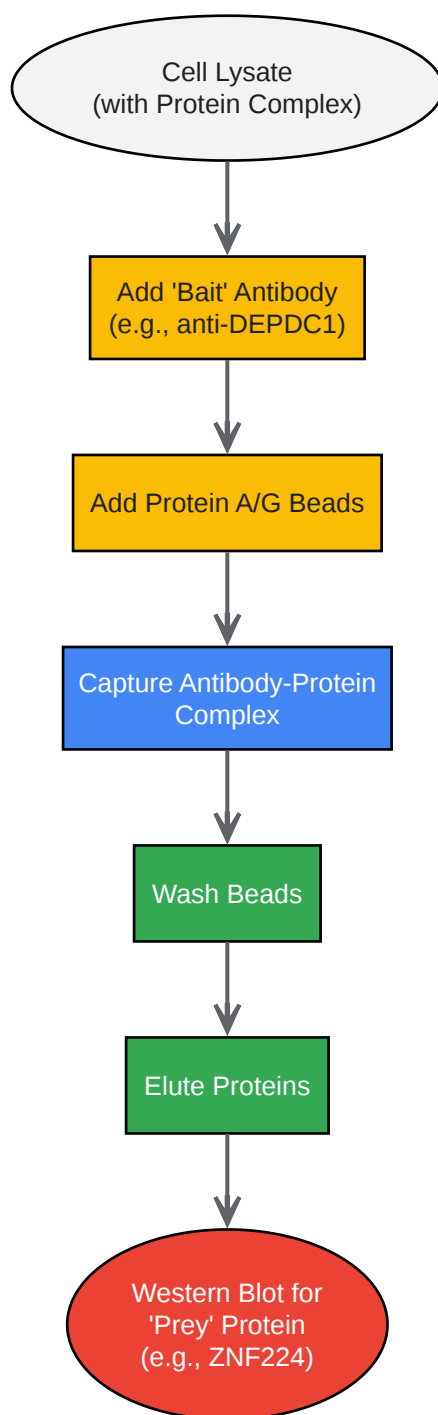 Cell Lysate
(with Protein Complex)
Add 'Bait' Antibody
(e.g., anti-DEPDC1)
Add Protein A/G Beads
Capture Antibody-Protein
Complex
Wash Beads
Elute Proteins
Western Blot for
'Prey' Protein
(e.g., ZNF224)